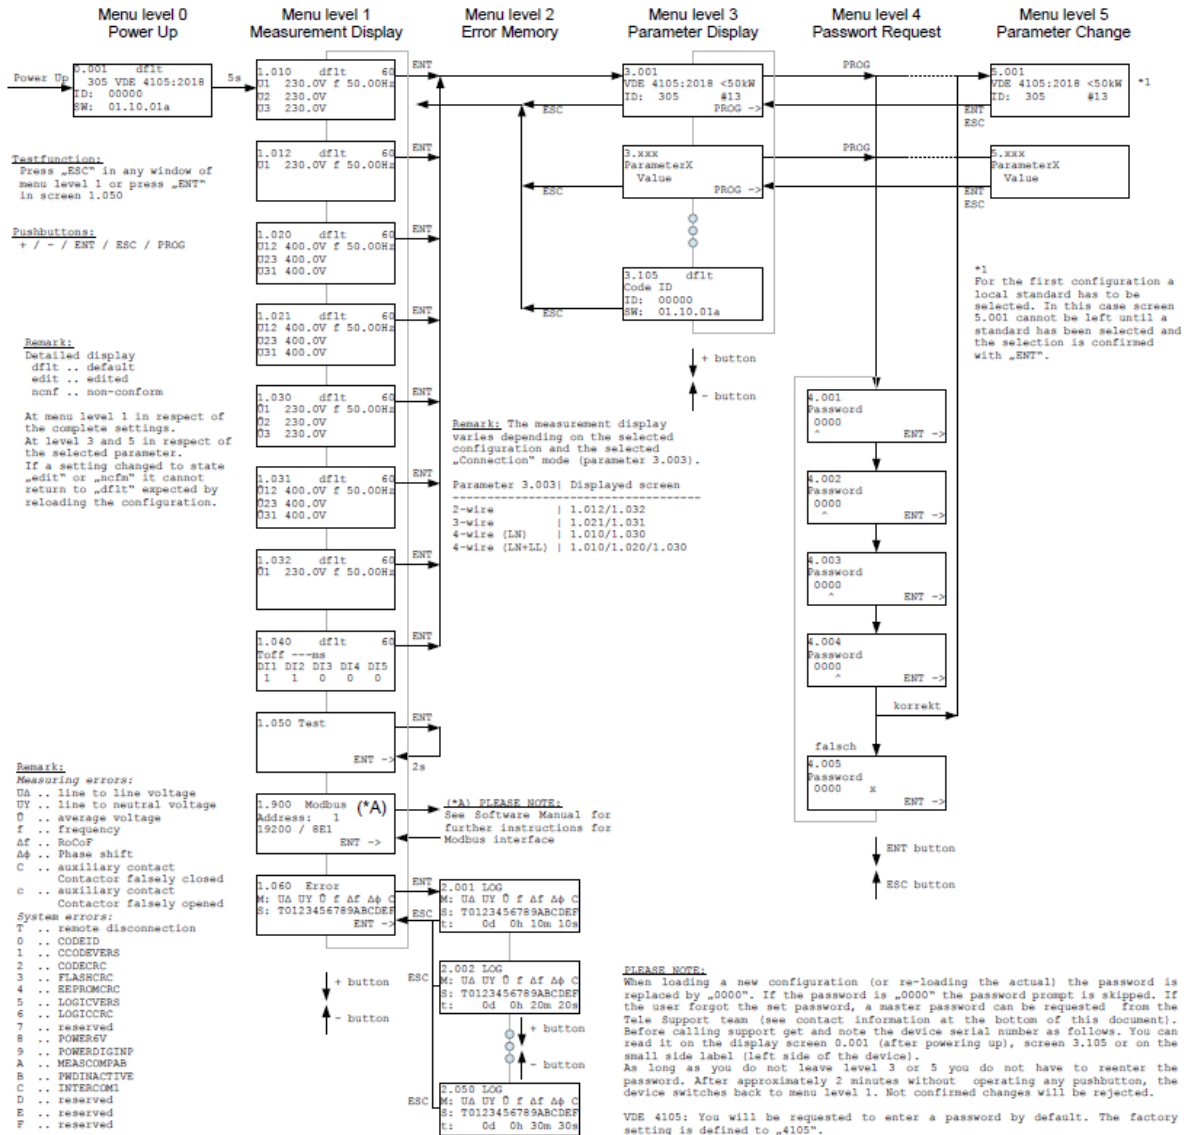 Menu level 0
Power Up
Menu level 1
Measurement Display
Menu level 2
Error Memory
Menu level 3
Parameter Display
Menu level 4
Passwort Request
Menu level 5
Parameter Change
Power Up
0.001 dflt
305 VDE 4105:2018
ID: 00000
SW: 01.10.01a
5s
1.010 dflt 60
U1 230.0V f 50.00Hz
U2 230.0V
U3 230.0V
ENT
ESC
3.001
VDE 4105:2018 <50kW
ID: 305 #13
PROG ->
PROG
5.001
VDE 4105:2018 <50kW
ID: 305 #13
*1
ENT
ESC
Testfunction:
Press „ESC" in any window of
menu level 1 or press „ENT"
in screen 1.050
Pushbuttons:
+ / - / ENT / ESC / PROG
1.012 dflt 60
U1 230.0V f 50.00Hz
ENT
ESC
3.xxx
ParameterX
Value
PROG ->
PROG
5.xxx
ParameterX
Value
ENT
ESC
1.020 dflt 60
U12 400.0V f 50.00Hz
U23 400.0V
U31 400.0V
ENT
ESC
3.105 dflt
Code ID
ID: 00000
SW: 01.10.01a
*1
For the first configuration a
local standard has to be
selected. In this case screen
5.001 cannot be left until a
standard has been selected and
the selection is confirmed
with „ENT".
1.021 dflt 60
U12 400.0V f 50.00Hz
U23 400.0V
U31 400.0V
ENT
+ button
- button
Remark:
Detailed display
dflt .. default
edit .. edited
ncnf .. non-conform
At menu level 1 in respect of
the complete settings.
At level 3 and 5 in respect of
the selected parameter.
If a setting changed to state
„edit" or „ncfm" it cannot
return to „dflt" expected by
reloading the configuration.
1.030 dflt 60
Ū1 230.0V f 50.00Hz
Ū2 230.0V
Ū3 230.0V
ENT
1.031 dflt 60
Ū12 400.0V f 50.00Hz
Ū23 400.0V
Ū31 400.0V
ENT
1.032 dflt 60
Ū1 230.0V f 50.00Hz
ENT
1.040 dflt 60
Toff ---ms
DI1 DI2 DI3 DI4 DI5
1 1 0 0 0
ENT
1.050 Test
ENT ->
ENT
2s
Remark: The measurement display
varies depending on the selected
configuration and the selected
„Connection" mode (parameter 3.003).
Parameter 3.003| Displayed screen
-----------------------------------
2-wire | 1.012/1.032
3-wire | 1.021/1.031
4-wire (LN) | 1.010/1.030
4-wire (LN+LL) | 1.010/1.020/1.030
4.001
Password
0000
^ ENT ->
4.002
Password
0000
^ ENT ->
4.003
Password
0000
^ ENT ->
4.004
Password
0000
^ ENT ->
korrekt
falsch
4.005
Password
0000 x
ENT ->
ENT button
ESC button
Remark:
Measuring errors:
UΔ .. line to line voltage
UY .. line to neutral voltage
Ū .. average voltage
f .. frequency
Δf .. RoCoF
Δφ .. Phase shift
C .. auxiliary contact
Contactor falsely closed
c .. auxiliary contact
Contactor falsely opened
System errors:
T .. remote disconnection
0 .. CODEID
1 .. CCODEVERS
2 .. CODECRC
3 .. FLASHCRC
4 .. EEPROMCRC
5 .. LOGICVERS
6 .. LOGICCRC
7 .. reserved
8 .. POWER6V
9 .. POWERDIGINP
A .. MEASCOMPAB
B .. PWDINACTIVE
C .. INTERCOM1
D .. reserved
E .. reserved
F .. reserved
1.900 Modbus (*A)
Address: 1
19200 / 8E1
ENT ->
(*A) PLEASE NOTE:
See Software Manual for
further instructions for
Modbus interface
1.060 Error
M: UΔ UY Ū f Δf Δφ C
S: T0123456789ABCDEF
ENT ->
ENT
ESC
2.001 LOG
M: UΔ UY Ū f Δf Δφ C
S: T0123456789ABCDEF
t: 0d 0h 10m 10s
+ button
- button
ESC
2.002 LOG
M: UΔ UY Ū f Δf Δφ C
S: T0123456789ABCDEF
t: 0d 0h 20m 20s
+ button
- button
ESC
2.050 LOG
M: UΔ UY Ū f Δf Δφ C
S: T0123456789ABCDEF
t: 0d 0h 30m 30s
PLEASE NOTE:
When loading a new configuration (or re-loading the actual) the password is
replaced by „0000". If the password is „0000" the password prompt is skipped. If
the user forgot the set password, a master password can be requested from the
Tele Support team (see contact information at the bottom of this document).
Before calling support get and note the device serial number as follows. You can
read it on the display screen 0.001 (after powering up), screen 3.105 or on the
small side label (left side of the device).
As long as you do not leave level 3 or 5 you do not have to reenter the
password. After approximately 2 minutes without operating any pushbutton, the
device switches back to menu level 1. Not confirmed changes will be rejected.
VDE 4105: You will be requested to enter a password by default. The factory
setting is defined to „4105".